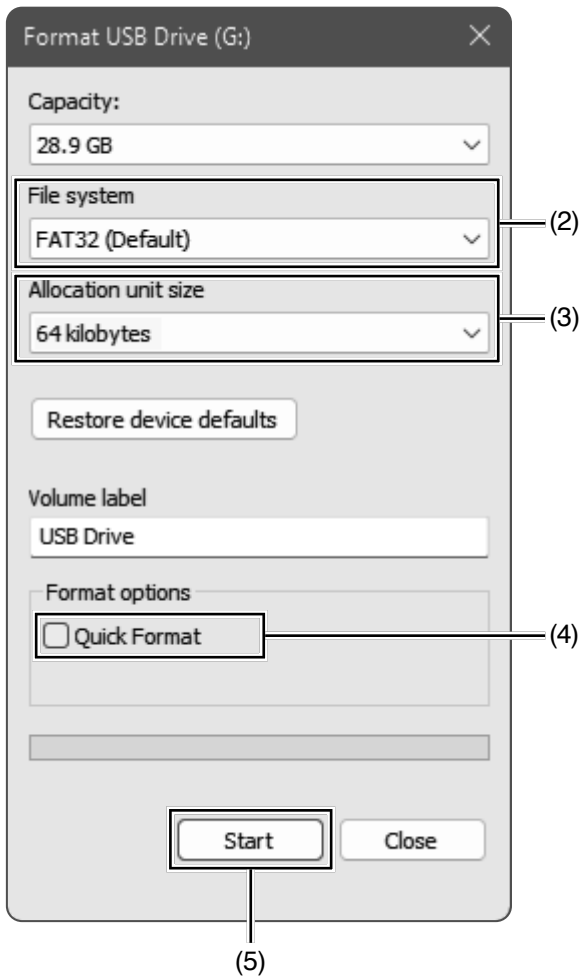 Format USB Drive (G:)
Capacity:
28.9 GB
File system
FAT32 (Default)
(2)
Allocation unit size
64 kilobytes
(3)
Restore device defaults
Volume label
USB Drive
Format options
Quick Format
(4)
Start
Close
(5)